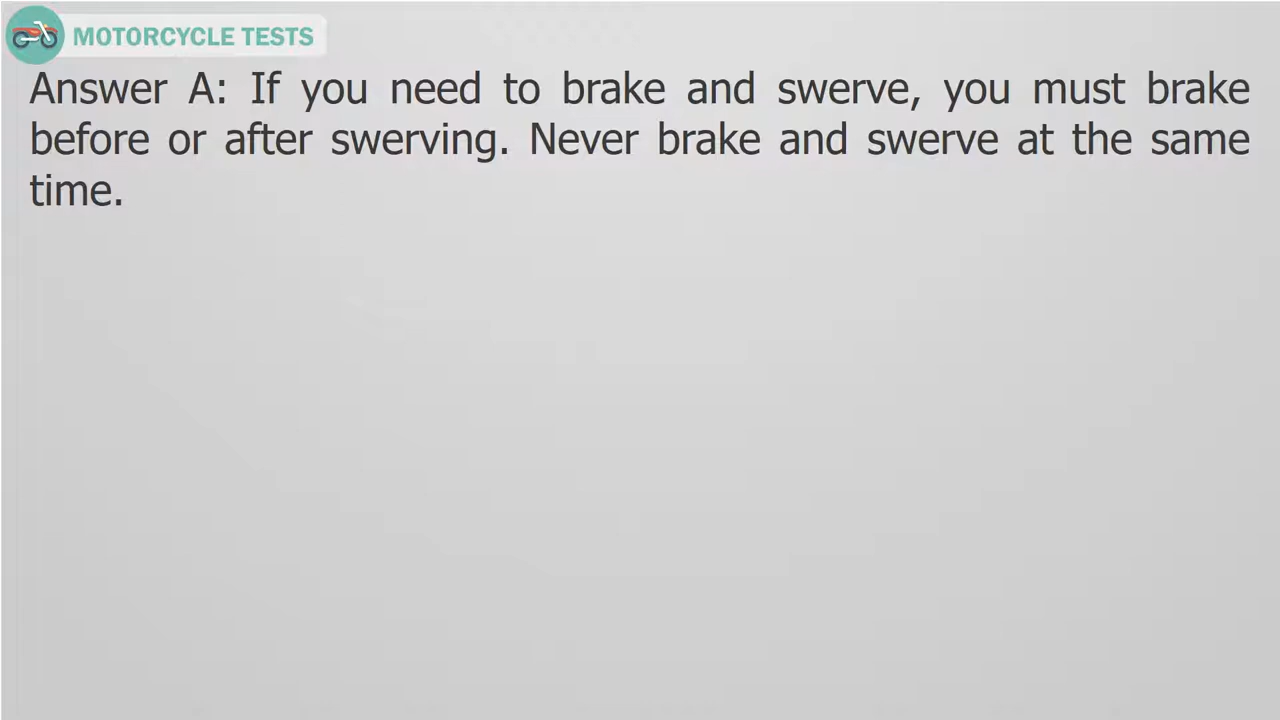 MOTORCYCLE TESTS
Answer A: If you need to brake and swerve, you must brake
before or after swerving. Never brake and swerve at the same
time.